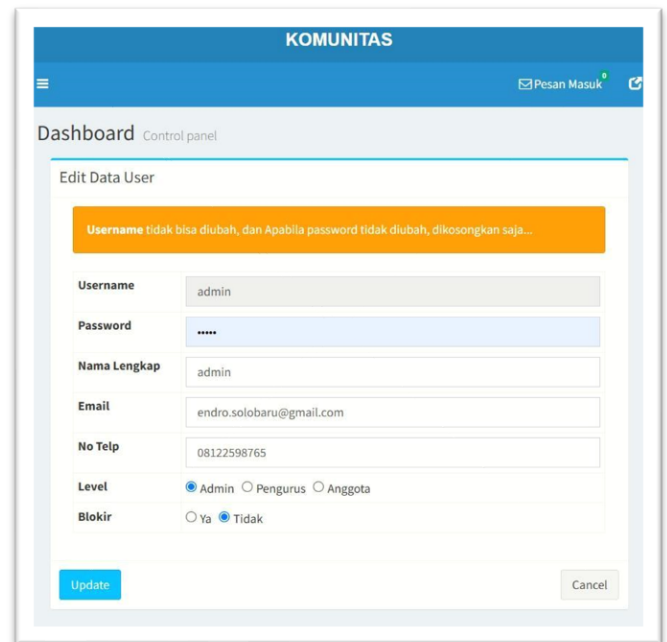 KOMUNITAS
Pesan Masuk 0
Dashboard Control panel
Edit Data User
Username tidak bisa diubah, dan Apabila password tidak diubah, dikosongkan saja...
Username admin
Password •••••
Nama Lengkap admin
Email endro.solobaru@gmail.com
No Telp 08122598765
Level Admin Pengurus Anggota
Blokir Ya Tidak
Update Cancel